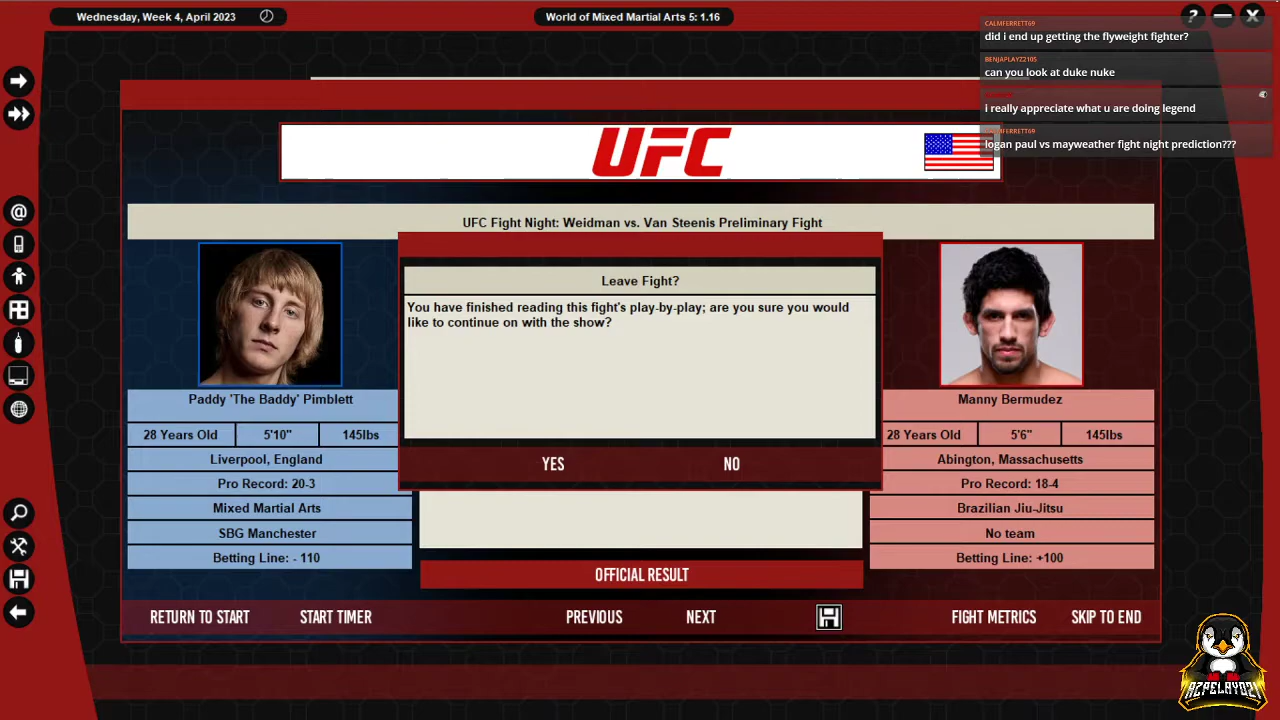 Wednesday, Week 4, April 2023
World of Mixed Martial Arts 5: 1.16
?
CALMFERRETT69
did i end up getting the flyweight fighter?
BENJAPLAYZ2105
can you look at duke nuke
i really appreciate what u are doing legend
CALMFERRETT69
logan paul vs mayweather fight night prediction???
UFC
UFC Fight Night: Weidman vs. Van Steenis Preliminary Fight
Leave Fight?
You have finished reading this fight's play-by-play; are you sure you would
like to continue on with the show?
YES
NO
Paddy 'The Baddy' Pimblett
28 Years Old
5'10"
145lbs
Liverpool, England
Pro Record: 20-3
Mixed Martial Arts
SBG Manchester
Betting Line: - 110
Manny Bermudez
28 Years Old
5'6"
145lbs
Abington, Massachusetts
Pro Record: 18-4
Brazilian Jiu-Jitsu
No team
Betting Line: +100
OFFICIAL RESULT
RETURN TO START
START TIMER
PREVIOUS
NEXT
FIGHT METRICS
SKIP TO END
ACPELAYO21